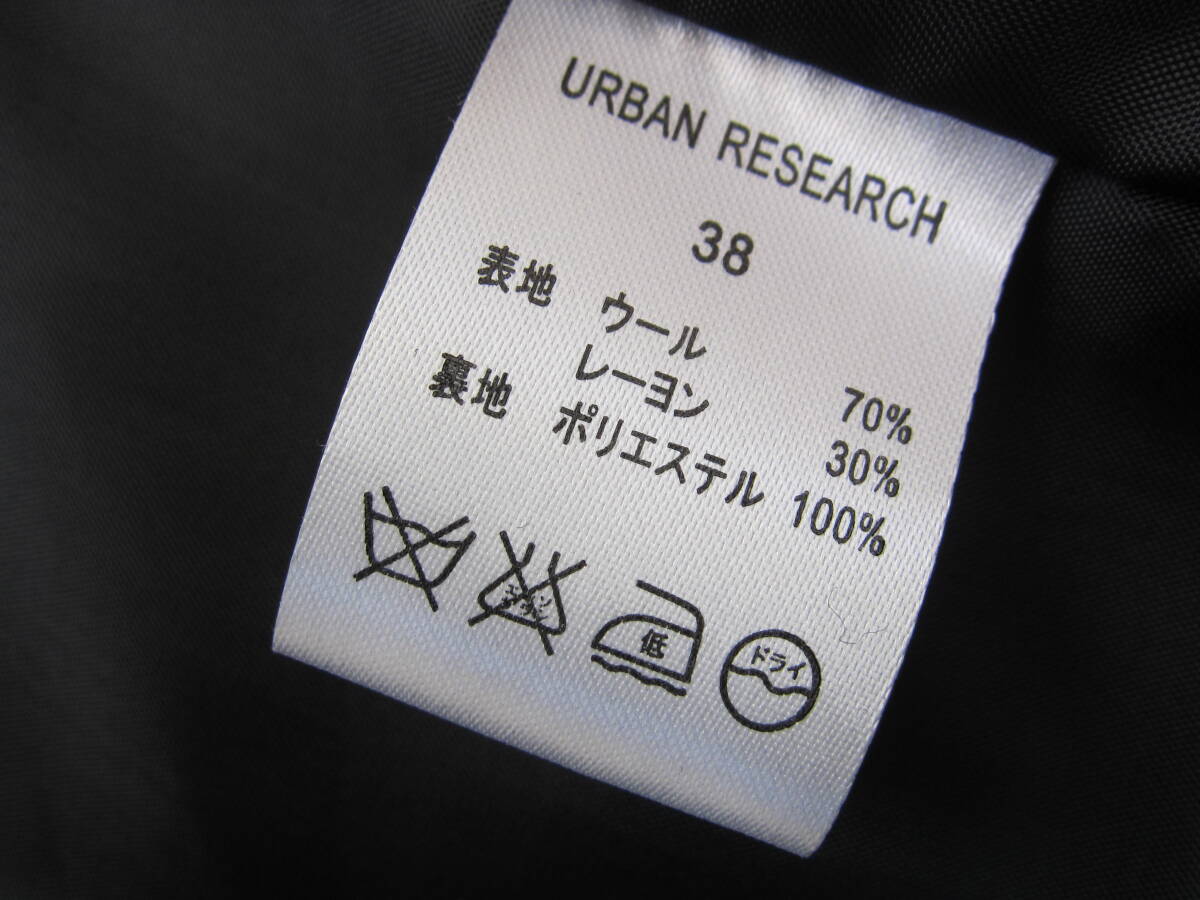 URBAN RESEARCH
38
表地 ウール 70%
レーヨン 30%
裏地 ポリエステル 100%
低 ドライ